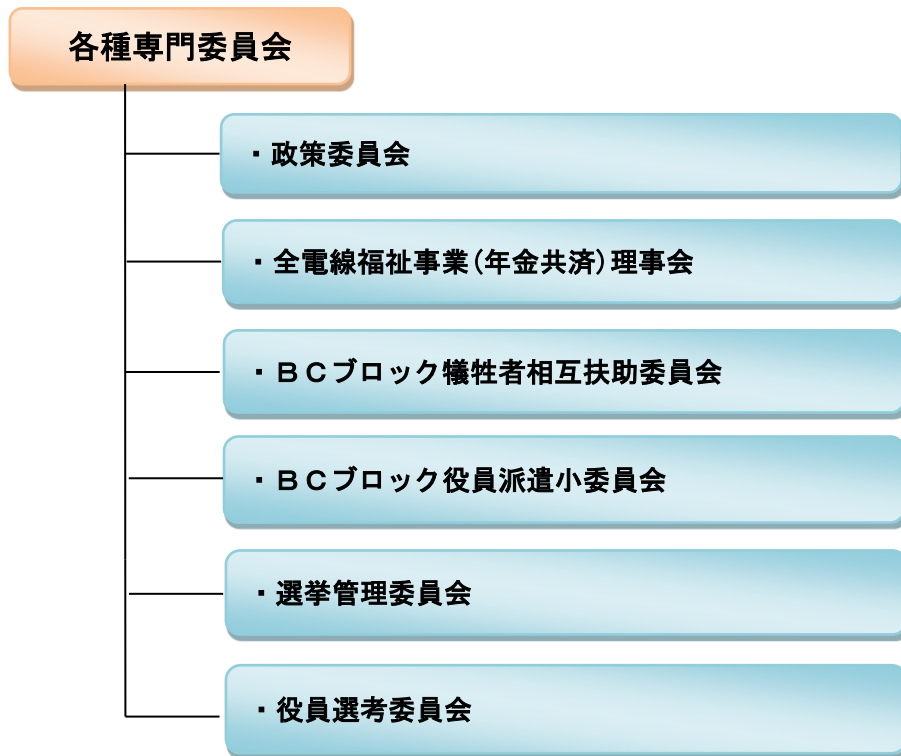 各種専門委員会
・政策委員会
・全電線福祉事業(年金共済)理事会
・ＢＣブロック犠牲者相互扶助委員会
・ＢＣブロック役員派遣小委員会
・選挙管理委員会
・役員選考委員会